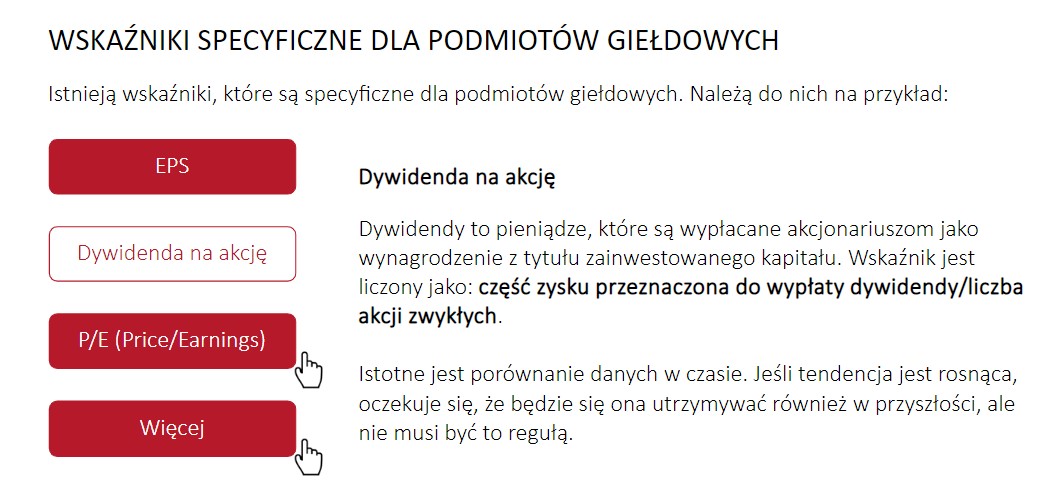 WSKAŹNIKI SPECYFICZNE DLA PODMIOTÓW GIEŁDOWYCH
Istnieją wskaźniki, które są specyficzne dla podmiotów giełdowych. Należą do nich na przykład:
EPS
Dywidenda na akcję
P/E (Price/Earnings)
Więcej
Dywidenda na akcję
Dywidendy to pieniądze, które są wypłacane akcjonariuszom jako
wynagrodzenie z tytułu zainwestowanego kapitału. Wskaźnik jest
liczony jako: część zysku przeznaczona do wypłaty dywidendy/liczba
akcji zwykłych.
Istotne jest porównanie danych w czasie. Jeśli tendencja jest rosnąca,
oczekuje się, że będzie się ona utrzymywać również w przyszłości, ale
nie musi być to regułą.